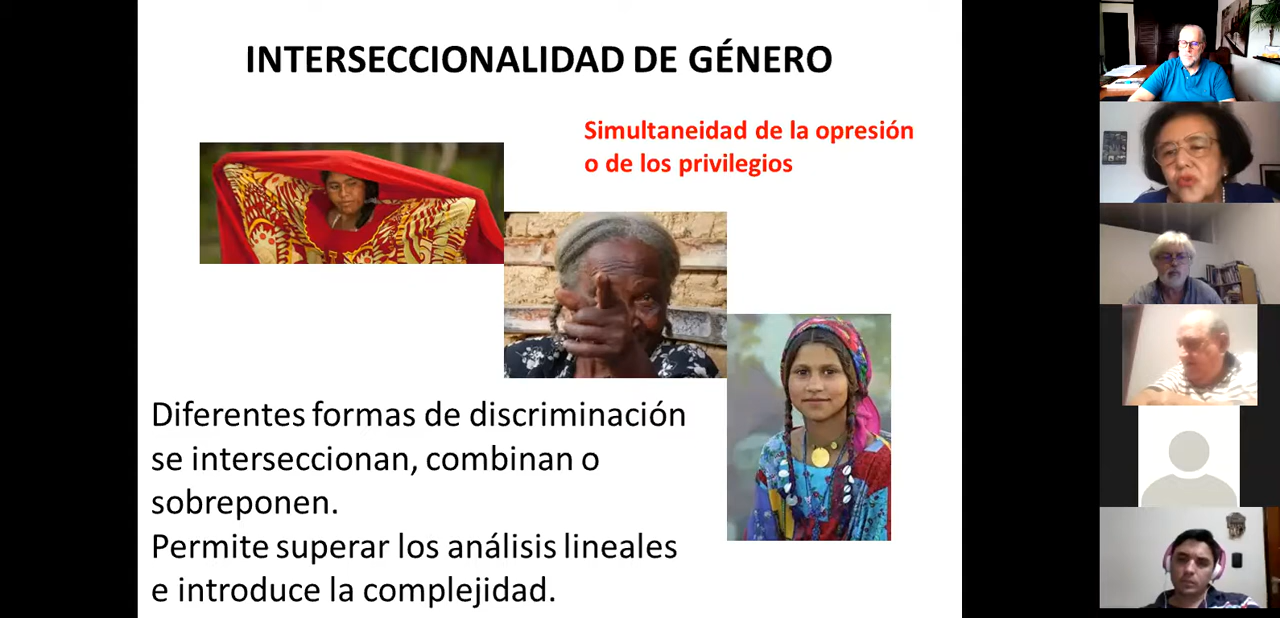 INTERSECCIONALIDAD DE GÉNERO
Simultaneidad de la opresión
o de los privilegios
Diferentes formas de discriminación
se interseccionan, combinan o
sobreponen.
Permite superar los análisis lineales
e introduce la complejidad.